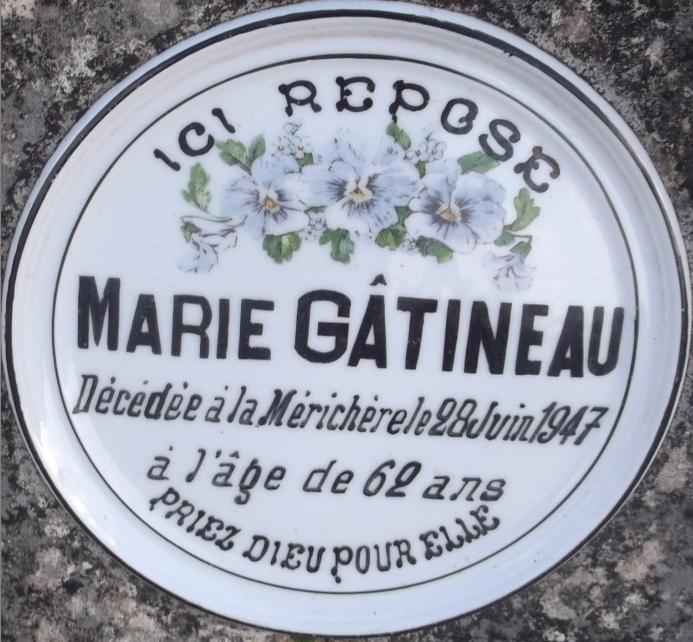 ICI REPOSE
MARIE GÂTINEAU
Décédée à la Mérichère le 28 Juin 1947
à l'âge de 62 ans
PRIEZ DIEU POUR ELLE